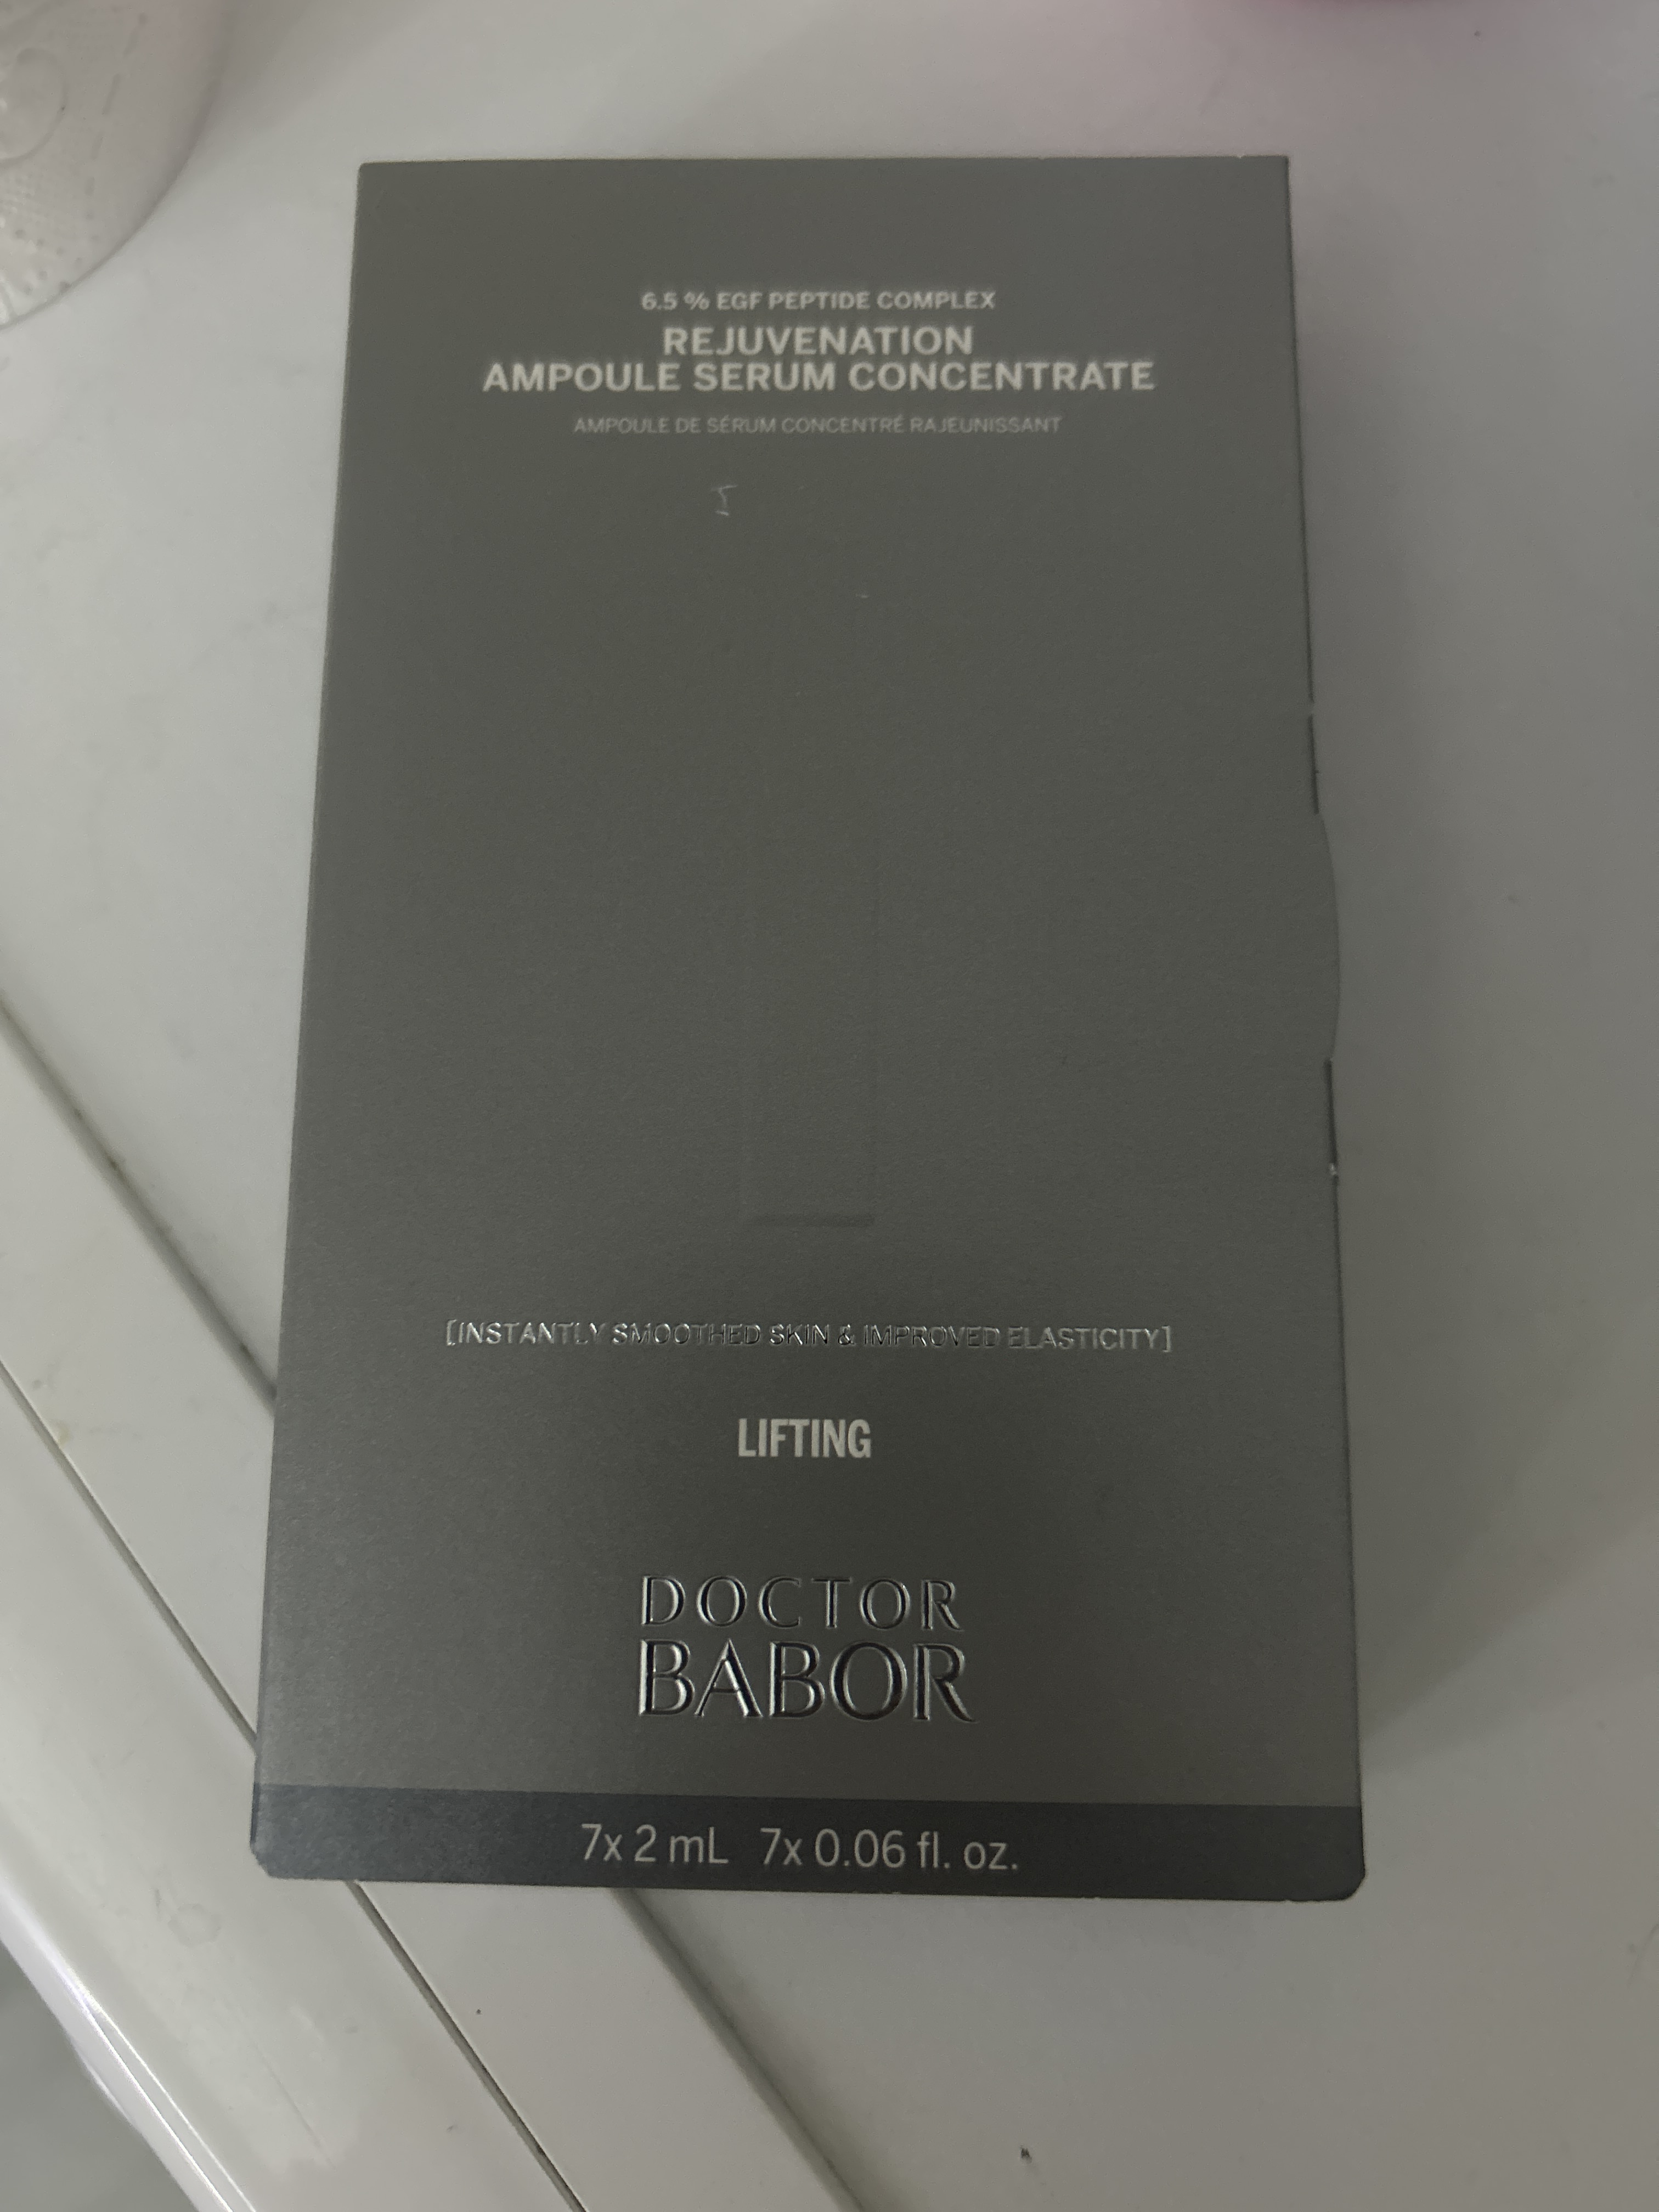 6.5 % EGF PEPTIDE COMPLEX
REJUVENATION
AMPOULE SERUM CONCENTRATE
AMPOULE DE SÉRUM CONCENTRÉ RAJEUNISSANT
[INSTANTLY SMOOTHED SKIN & IMPROVED ELASTICITY]
LIFTING
DOCTOR
BABOR
7x 2 mL 7x 0.06 fl. oz.